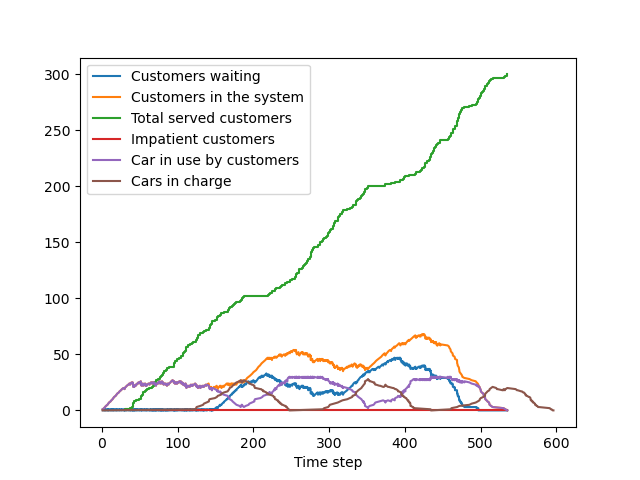 Customers waiting
Customers in the system
Total served customers
Impatient customers
Car in use by customers
Cars in charge
300
250
200
150
100
50
0
0 100 200 300 400 500 600
Time step